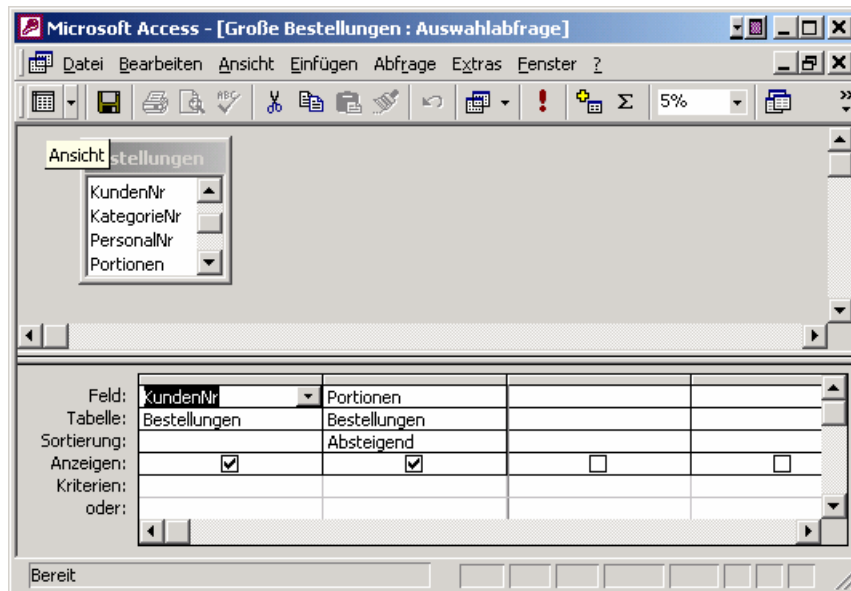 Microsoft Access - [Große Bestellungen : Auswahlabfrage]
Datei Bearbeiten Ansicht Einfügen Abfrage Extras Fenster ?
ABC Σ 5%
Ansicht stellungen
KundenNr
KategorieNr
PersonalNr
Portionen
Feld: KundenNr Portionen
Tabelle: Bestellungen Bestellungen
Sortierung: Absteigend
Anzeigen:
Kriterien:
oder:
Bereit